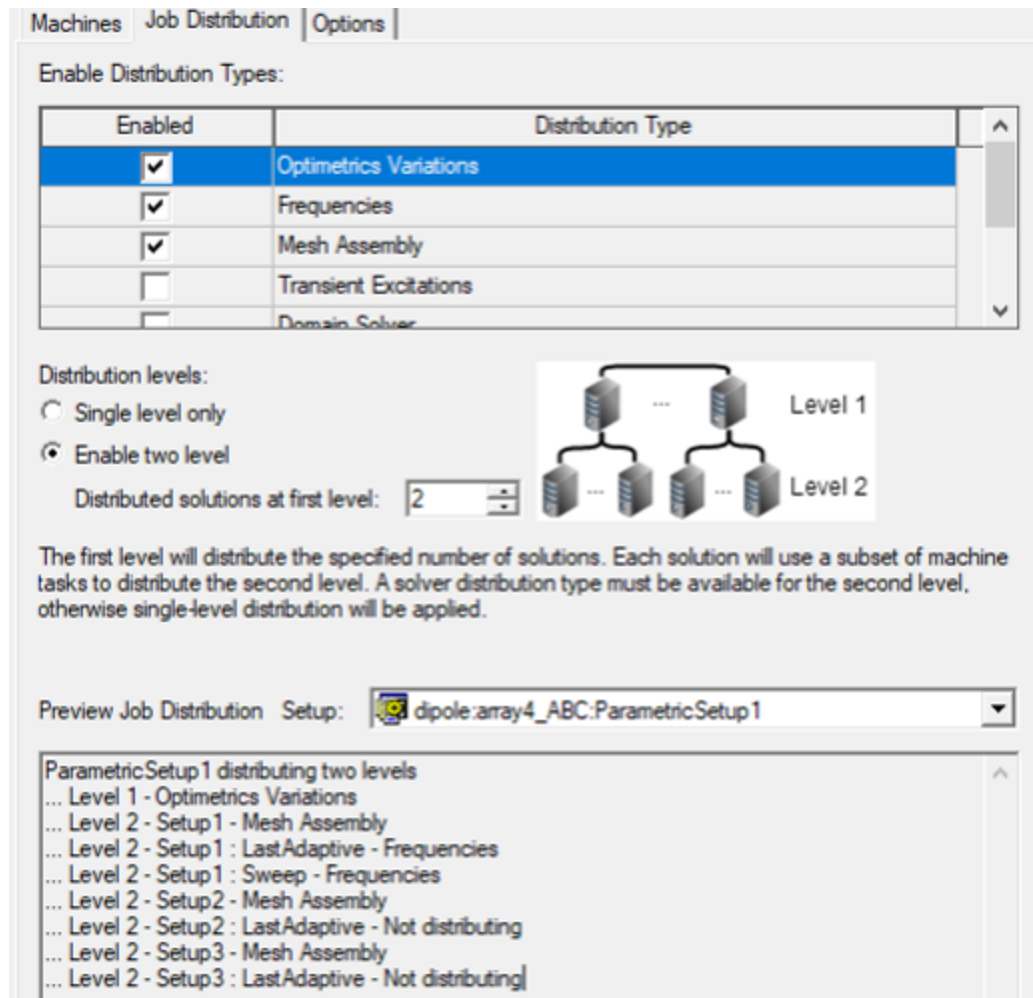 Machines Job Distribution Options
Enable Distribution Types:
Enabled Distribution Type
Optimetrics Variations
Frequencies
Mesh Assembly
Transient Excitations
Domain Solver
Distribution levels:
Single level only
Enable two level
Distributed solutions at first level: 2
... Level 1
... ... Level 2
The first level will distribute the specified number of solutions. Each solution will use a subset of machine
tasks to distribute the second level. A solver distribution type must be available for the second level,
otherwise single-level distribution will be applied.
Preview Job Distribution Setup: dipole:array4_ABC:ParametricSetup1
ParametricSetup1 distributing two levels
... Level 1 - Optimetrics Variations
... Level 2 - Setup1 - Mesh Assembly
... Level 2 - Setup1 : LastAdaptive - Frequencies
... Level 2 - Setup1 : Sweep - Frequencies
... Level 2 - Setup2 - Mesh Assembly
... Level 2 - Setup2 : LastAdaptive - Not distributing
... Level 2 - Setup3 - Mesh Assembly
... Level 2 - Setup3 : LastAdaptive - Not distributing